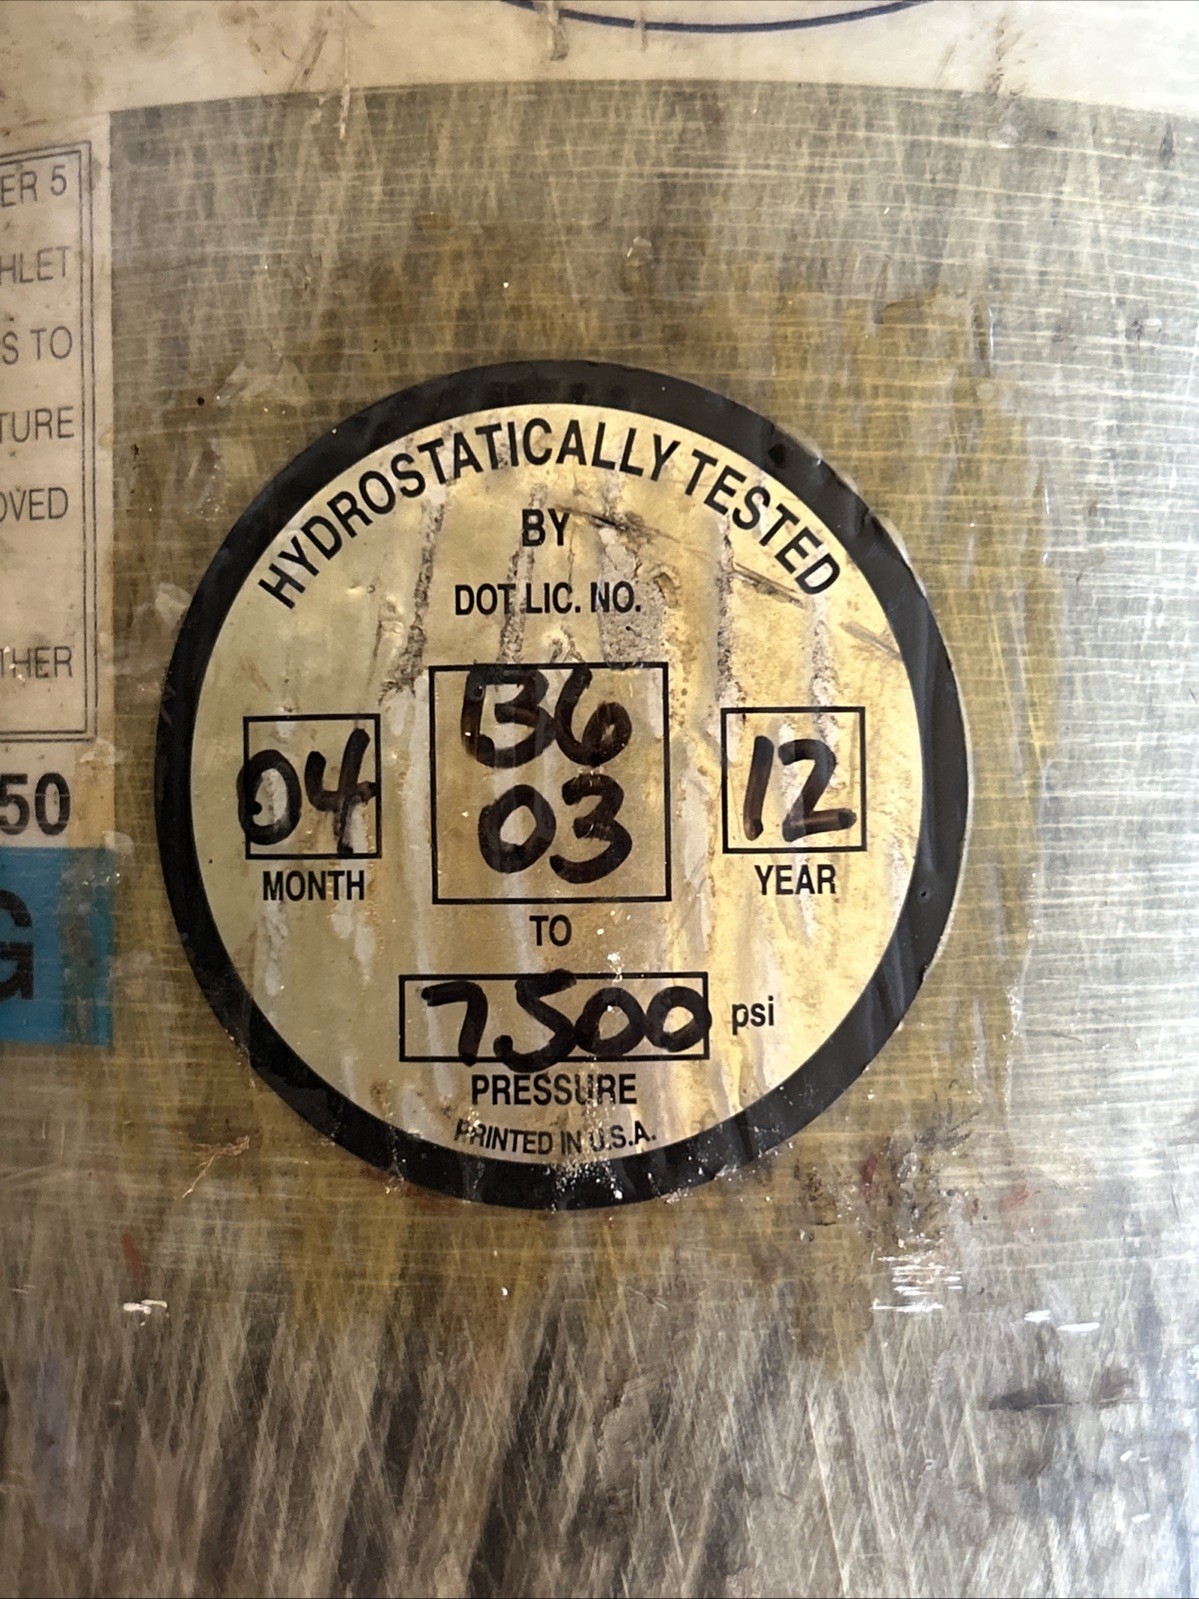 ER 5
HLET
S TO
TURE
OVED
THER
50
G
HYDROSTATICALLY TESTED
BY
DOT LIC. NO.
B6
03
04
MONTH
12
YEAR
TO
7500 psi
PRESSURE
PRINTED IN U.S.A.